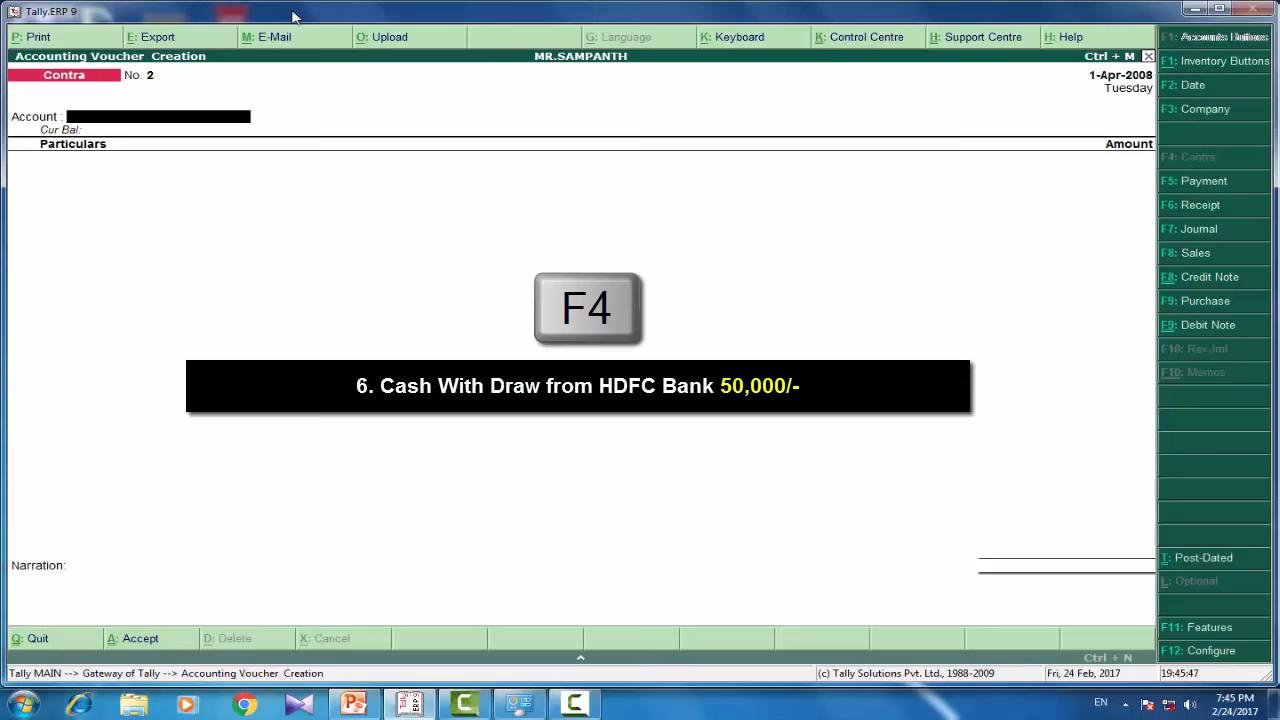 Tally.ERP 9
P: Print E: Export M: E-Mail O: Upload G: Language K: Keyboard K: Control Centre H: Support Centre H: Help
Accounting Voucher Creation MR.SAMPANTH Ctrl + M
Contra No. 2 1-Apr-2008
Tuesday
Account :
Cur Bal:
Particulars Amount
F4
6. Cash With Draw from HDFC Bank 50,000/-
Narration:
F1: Inventory Buttons
F2: Date
F3: Company
F4: Contra
F5: Payment
F6: Receipt
F7: Journal
F8: Sales
F8: Credit Note
F9: Purchase
F9: Debit Note
F10: Rev Jrnl
F10: Memos
T: Post-Dated
L: Optional
F11: Features
F12: Configure
Q: Quit A: Accept D: Delete X: Cancel
Ctrl + N
Tally MAIN --> Gateway of Tally --> Accounting Voucher Creation (c) Tally Solutions Pvt. Ltd., 1988-2009 Fri, 24 Feb, 2017 19:45:47
EN 7:45 PM
2/24/2017